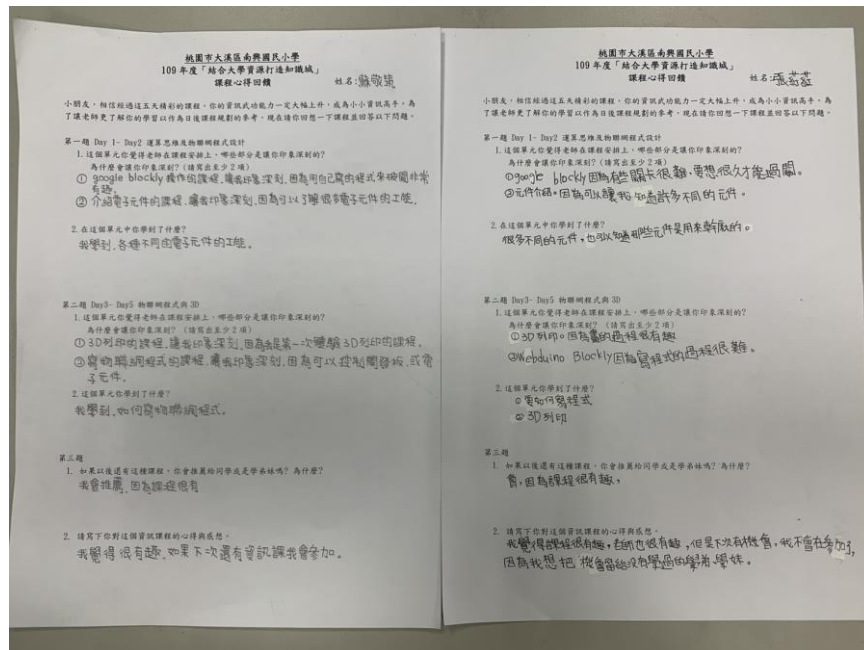 桃園市大溪區南興國民小學
109 年度「結合大學資源打造知識城」
課程心得回饋
姓名:蘇敬
小朋友,相信經過這五天精彩的課程,你的資訊武功能力一定大幅上升,成為小小資訊高手,為
了讓老師更了解你的學習以作為日後課程規劃的參考,現在請你回想一下課程並回答以下問題。
第一題 Day 1- Day2 運算思維及物聯網程式設計
1. 這個單元你覺得老師在課程安排上,哪些部分是讓你印象深刻的?
為什麼會讓你印象深刻?(請寫出至少 2 項)
① google blockly 操作的課程,讓我印象深刻,因為用自己寫的程式來破關非常
有趣。
② 介紹電子元件的課程,讓我印象深刻,因為可以了解很多電子元件的工能。
2. 在這個單元中你學到了什麼?
我學到,各種不同的電子元件的工能。
第二題 Day3- Day5 物聯網程式與 3D
1. 這個單元你覺得老師在課程安排上,哪些部分是讓你印象深刻的?
為什麼會讓你印象深刻?(請寫出至少 2 項)
① 3D列印的課程,讓我印象深刻,因為我是第一次體驗3D列印的課程。
② 寫物聯網程式的課程,讓我印象深刻,因為可以控制開發板,或電
子元件。
2. 這個單元你學到了什麼?
我學到,如何寫物聯網程式。
第三題
1. 如果以後還有這種課程,你會推薦給同學或是學弟妹嗎?為什麼?
我會推薦,因為課程很有
2. 請寫下你對這個資訊課程的心得與感想。
我覺得很有趣,如果下次還有資訊課我會參加。
桃園市大溪區南興國民小學
109 年度「結合大學資源打造知識城」
課程心得回饋
姓名:張
小朋友,相信經過這五天精彩的課程,你的資訊武功能力一定大幅上升,成為小小資訊高手,為
了讓老師更了解你的學習以作為日後課程規劃的參考,現在請你回想一下課程並回答以下問題。
第一題 Day 1- Day2 運算思維及物聯網程式設計
1. 這個單元你覺得老師在課程安排上,哪些部分是讓你印象深刻的?
為什麼會讓你印象深刻?(請寫出至少 2 項)
①google blockly因為有些關卡很難,要想很久才能過關。
②元件介紹。因為可以讓我知道許多不同的元件。
2. 在這個單元中你學到了什麼?
很多不同的元件,也可以知道那些元件是用來幹麻的。
第二題 Day3- Day5 物聯網程式與 3D
1. 這個單元你覺得老師在課程安排上,哪些部分是讓你印象深刻的?
為什麼會讓你印象深刻?(請寫出至少 2 項)
①3D列印。因為畫的過程很有趣
②Webduino Blockly因為寫程式的過程很難。
2. 這個單元你學到了什麼?
① 要如何寫程式
② 3D列印
第三題
1. 如果以後還有這種課程,你會推薦給同學或是學弟妹嗎?為什麼?
會,因為課程很有趣,
2. 請寫下你對這個資訊課程的心得與感想。
我覺得課程很有趣,老師也很有趣,但是下次有機會,我不會在參加了,
因為我想把機會留給沒有學過的學弟、學妹。